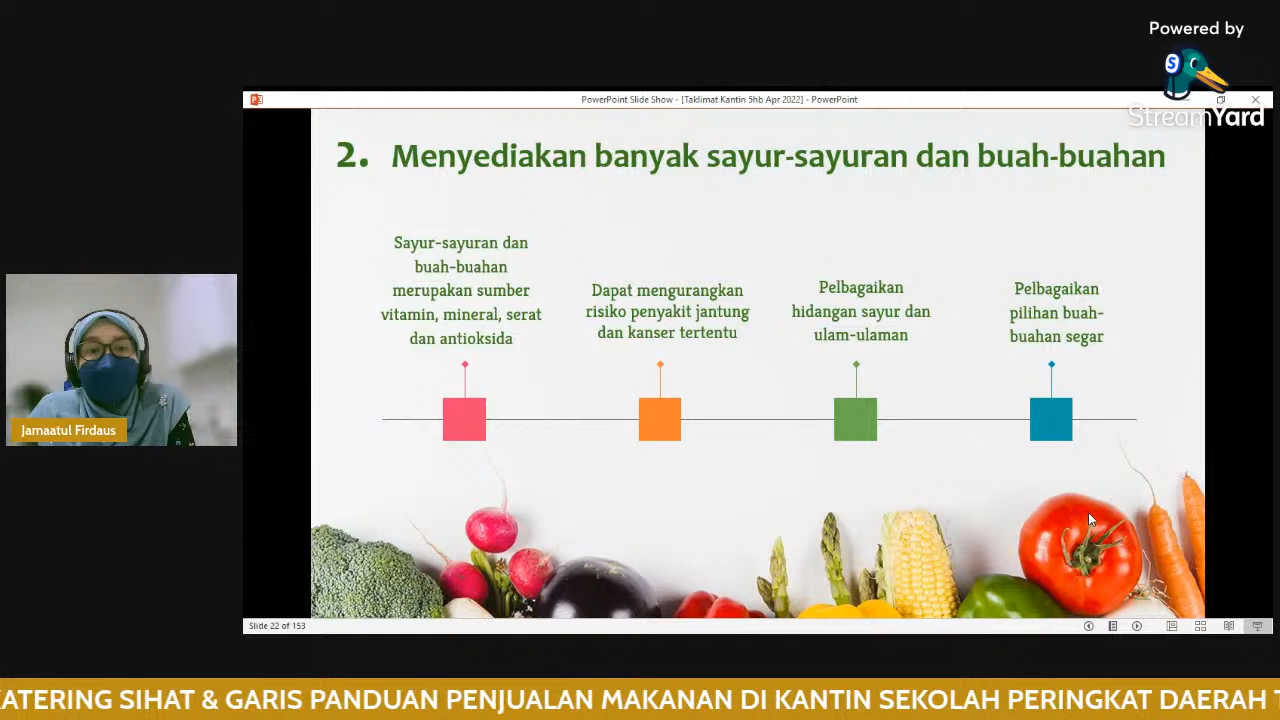 Powered by
StreamYard
PowerPoint Slide Show - [Taklimat Kantin 5hb Apr 2022] - PowerPoint
2. Menyediakan banyak sayur-sayuran dan buah-buahan
Sayur-sayuran dan
buah-buahan
merupakan sumber
vitamin, mineral, serat
dan antioksida
Dapat mengurangkan
risiko penyakit jantung
dan kanser tertentu
Pelbagaikan
hidangan sayur dan
ulam-ulaman
Pelbagaikan
pilihan buah-
buahan segar
Jamaatul Firdaus
Slide 22 of 153
KATERING SIHAT & GARIS PANDUAN PENJUALAN MAKANAN DI KANTIN SEKOLAH PERINGKAT DAERAH T